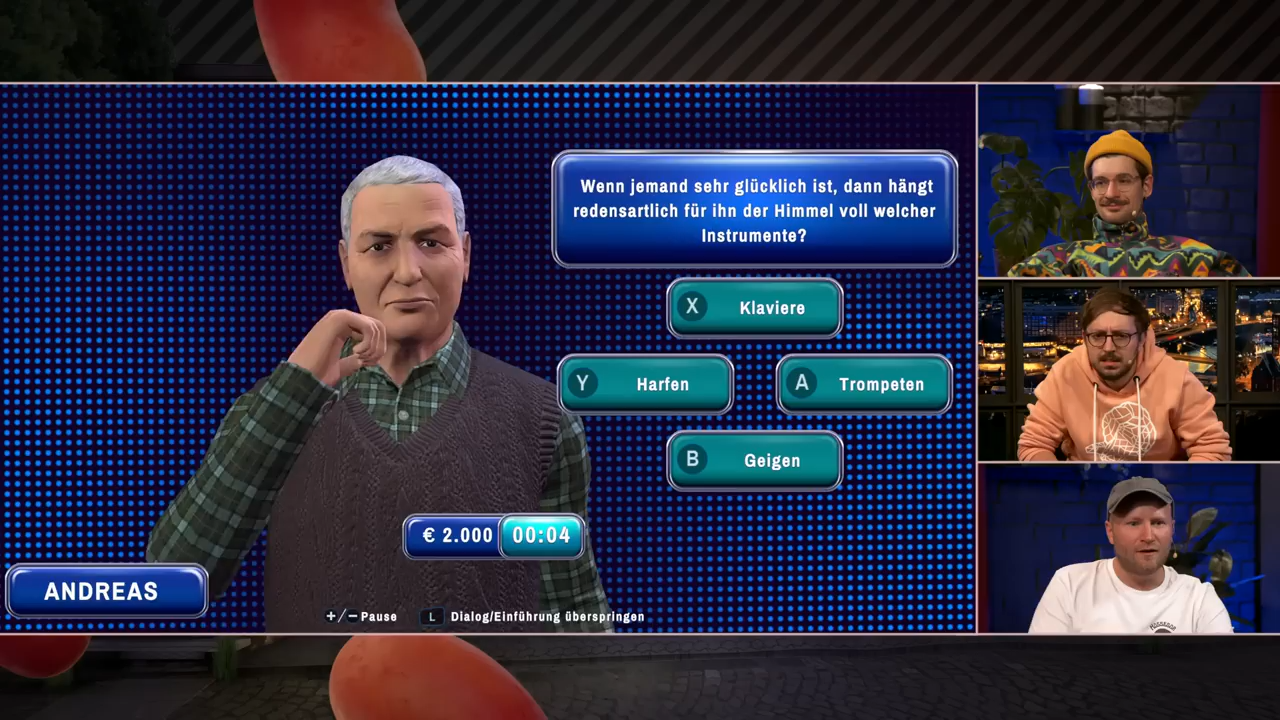 Wenn jemand sehr glücklich ist, dann hängt
redensartlich für ihn der Himmel voll welcher
Instrumente?
X Klaviere
Y Harfen
A Trompeten
B Geigen
€ 2.000 00:04
ANDREAS
+/− Pause L Dialog/Einführung überspringen